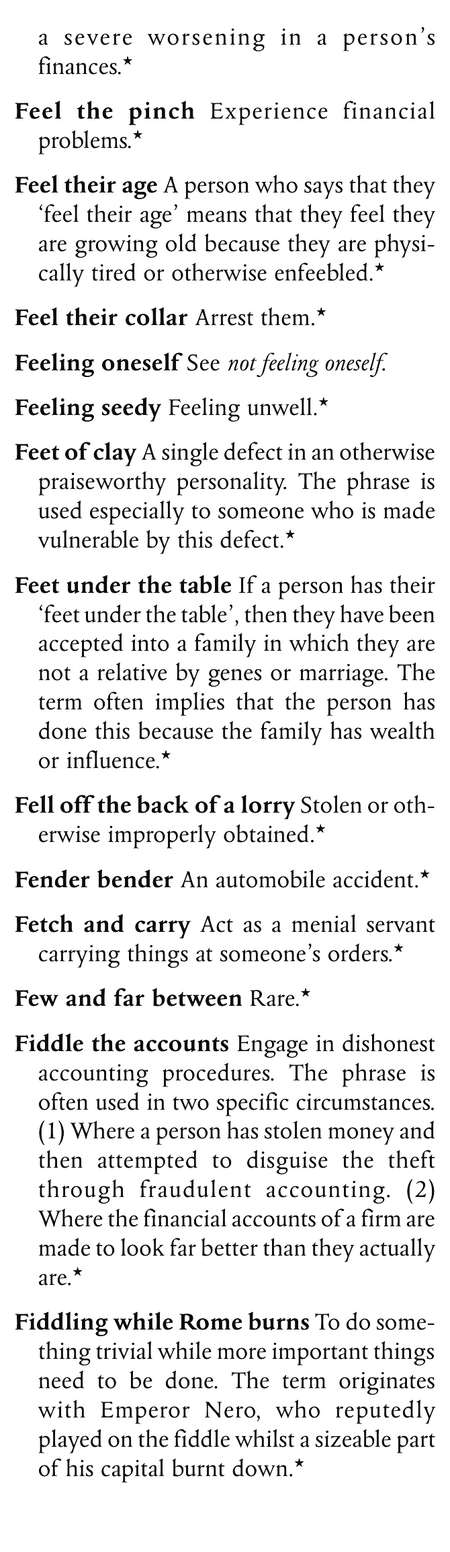 a severe worsening in a person’s
finances.★
Feel the pinch Experience financial
problems.★
Feel their age A person who says that they
‘feel their age’ means that they feel they
are growing old because they are physi-
cally tired or otherwise enfeebled.★
Feel their collar Arrest them.★
Feeling oneself See not feeling oneself.
Feeling seedy Feeling unwell.★
Feet of clay A single defect in an otherwise
praiseworthy personality. The phrase is
used especially to someone who is made
vulnerable by this defect.★
Feet under the table If a person has their
‘feet under the table’, then they have been
accepted into a family in which they are
not a relative by genes or marriage. The
term often implies that the person has
done this because the family has wealth
or influence.★
Fell off the back of a lorry Stolen or oth-
erwise improperly obtained.★
Fender bender An automobile accident.★
Fetch and carry Act as a menial servant
carrying things at someone’s orders.★
Few and far between Rare.★
Fiddle the accounts Engage in dishonest
accounting procedures. The phrase is
often used in two specific circumstances.
(1) Where a person has stolen money and
then attempted to disguise the theft
through fraudulent accounting. (2)
Where the financial accounts of a firm are
made to look far better than they actually
are.★
Fiddling while Rome burns To do some-
thing trivial while more important things
need to be done. The term originates
with Emperor Nero, who reputedly
played on the fiddle whilst a sizeable part
of his capital burnt down.★